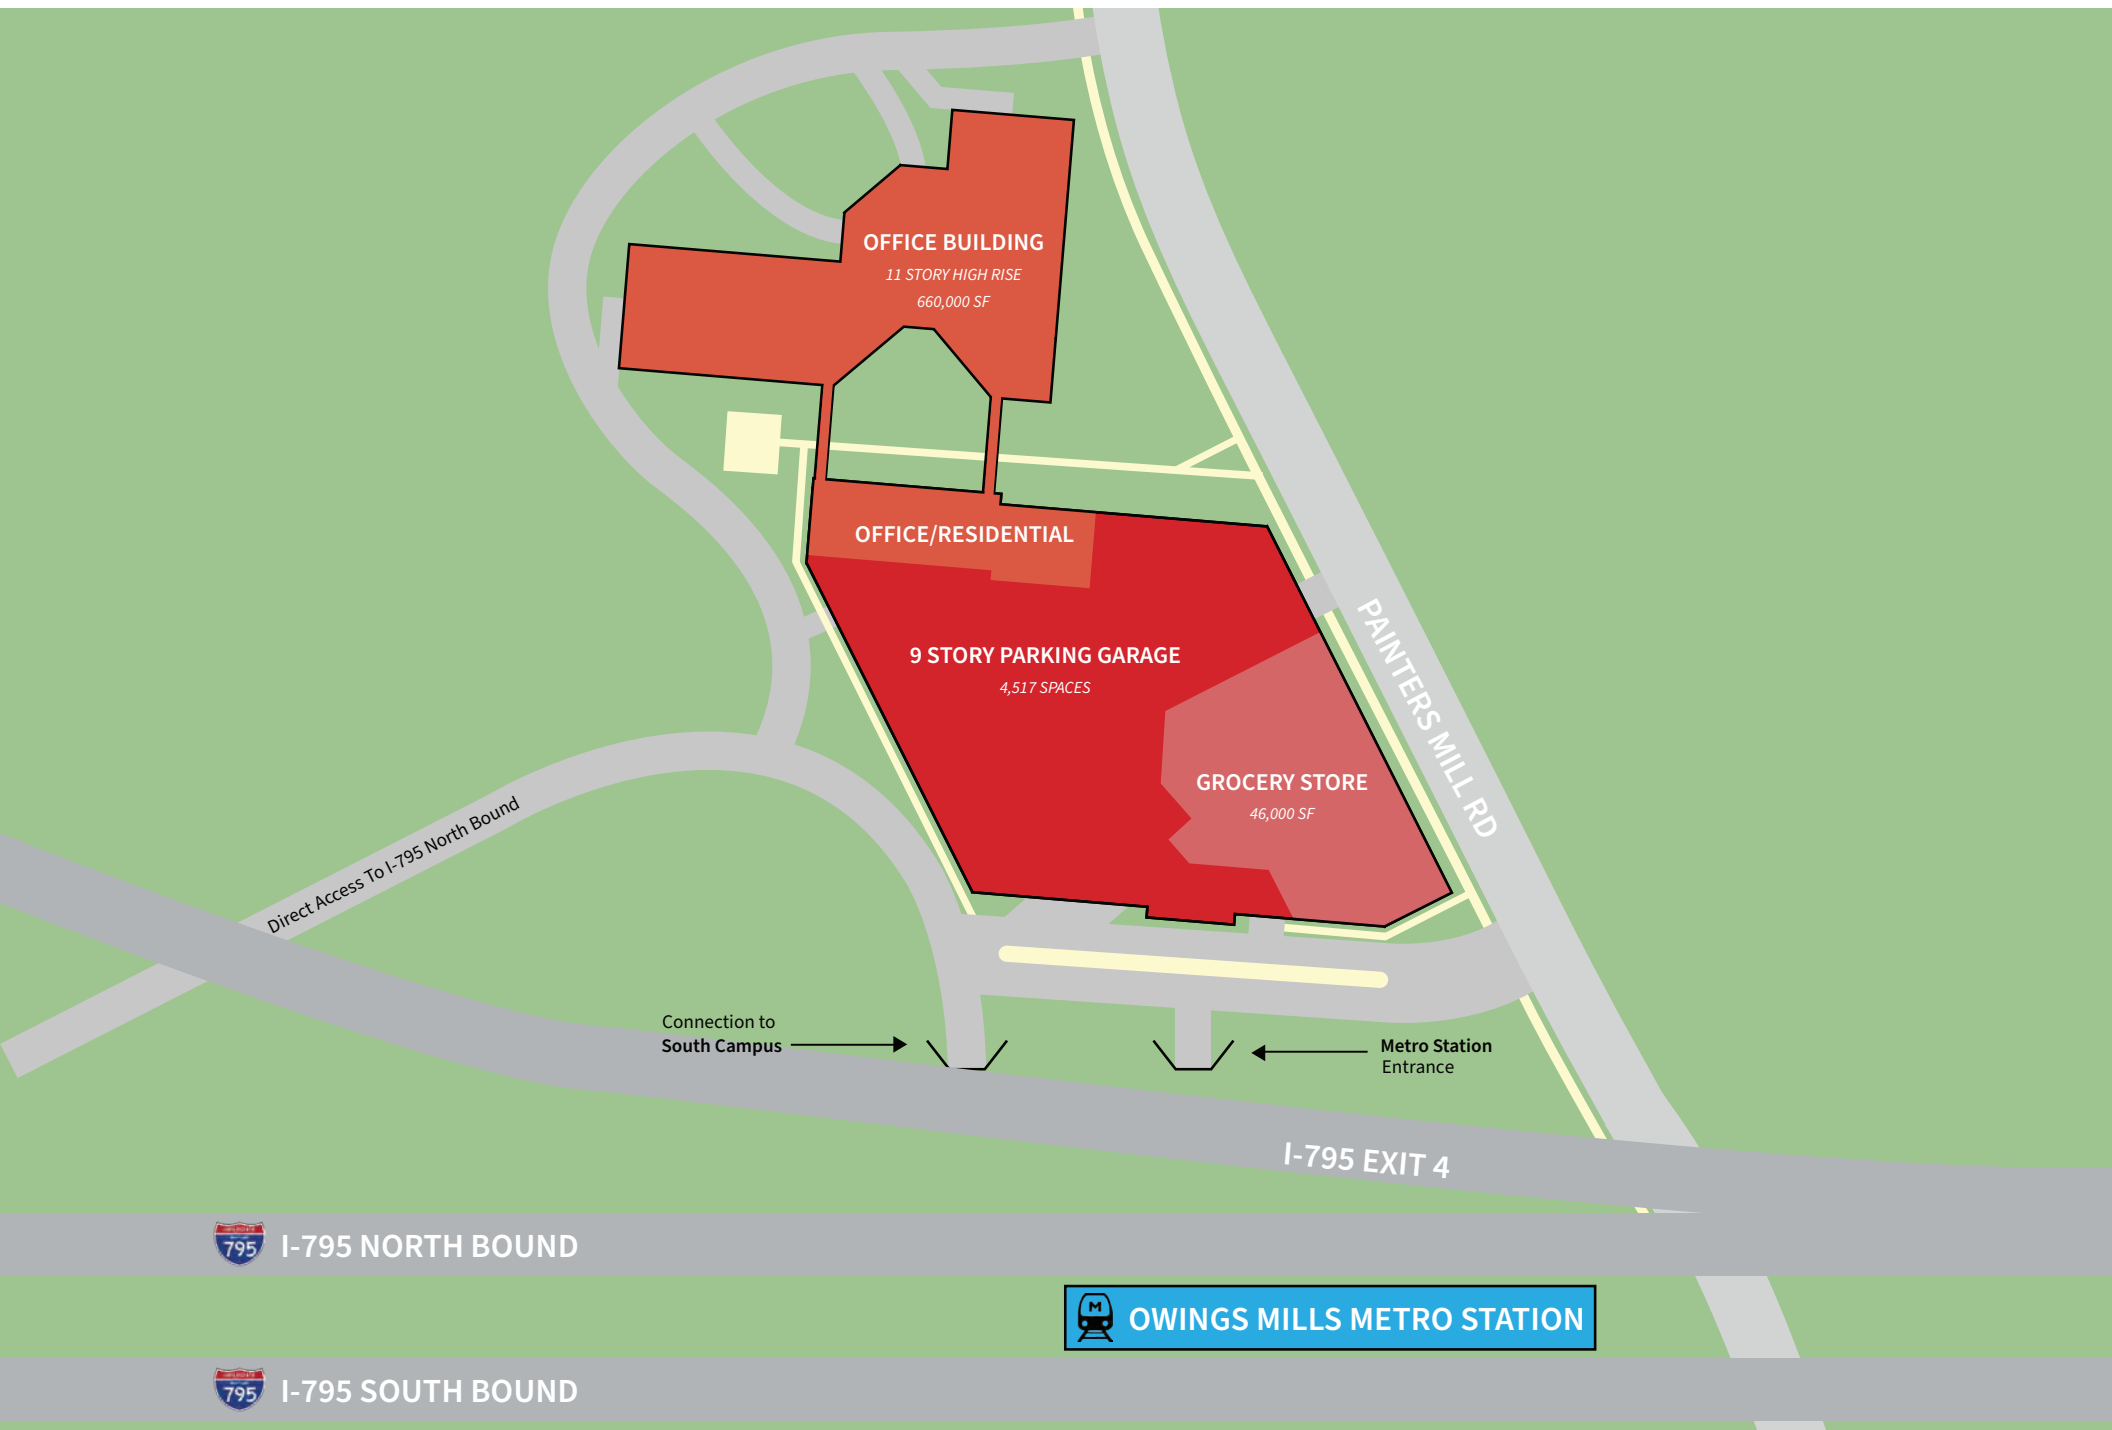 OFFICE BUILDING
11 STORY HIGH RISE
660,000 SF
OFFICE/RESIDENTIAL
9 STORY PARKING GARAGE
4,517 SPACES
PAINTERS MILL RD
GROCERY STORE
46,000 SF
Direct Access To I-795 North Bound
Connection to
South Campus
Metro Station
Entrance
I-795 EXIT 4
795
I-795 NORTH BOUND
M
OWINGS MILLS METRO STATION
795
I-795 SOUTH BOUND